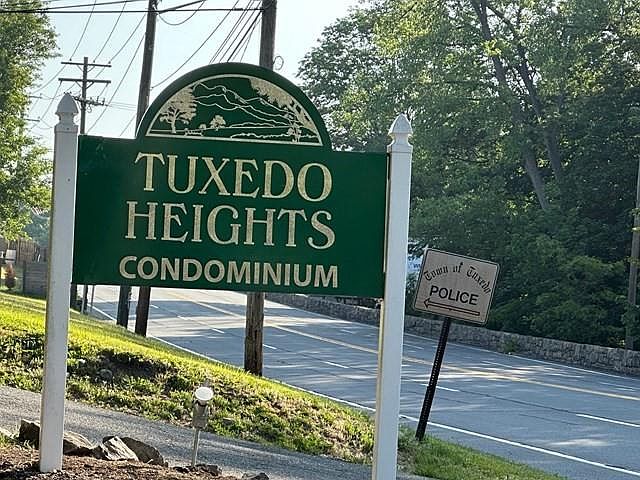 TUXEDO
HEIGHTS
CONDOMINIUM
Town of Tuxedo
POLICE